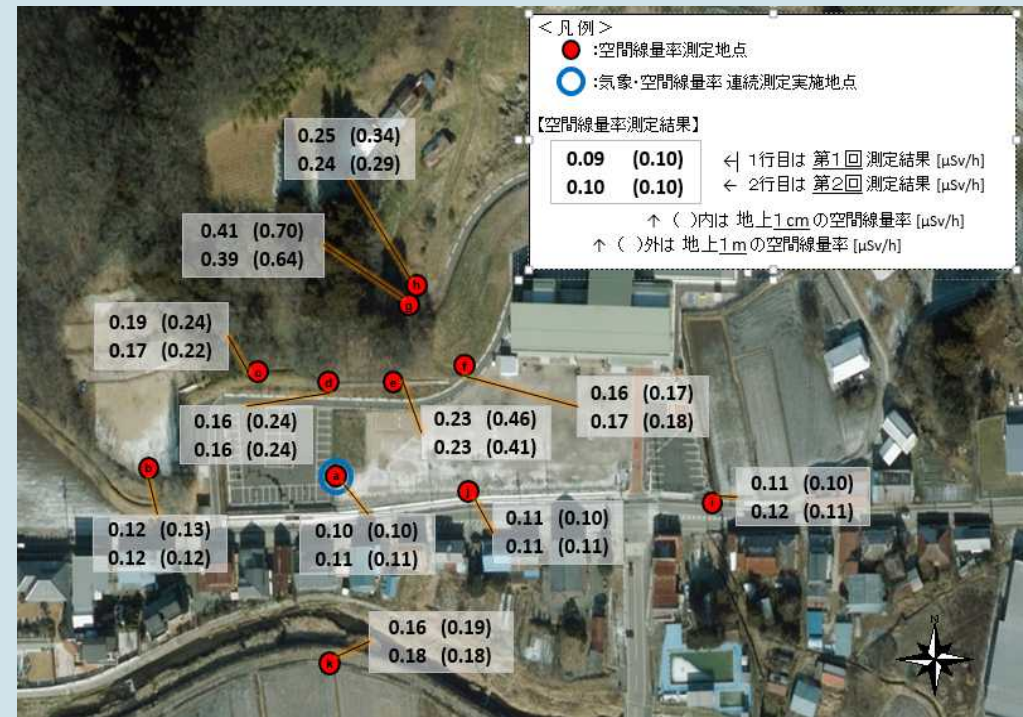 ＜凡例＞
:空間線量率測定地点
:気象・空間線量率 連続測定実施地点
【空間線量率測定結果】
0.09 (0.10) ← 1行目は 第1回 測定結果 [μSv/h]
0.10 (0.10) ← 2行目は 第2回 測定結果 [μSv/h]
↑ ( )内は 地上1cmの空間線量率 [μSv/h]
↑ ( )外は 地上1mの空間線量率 [μSv/h]
0.25 (0.34)
0.24 (0.29)
h
0.41 (0.70)
0.39 (0.64)
g
0.19 (0.24)
0.17 (0.22)
d
e
f
0.16 (0.24)
0.16 (0.24)
0.23 (0.46)
0.23 (0.41)
0.16 (0.17)
0.17 (0.18)
b
a
j
0.11 (0.10)
0.12 (0.11)
0.12 (0.13)
0.12 (0.12)
0.10 (0.10)
0.11 (0.11)
0.11 (0.10)
0.11 (0.11)
0.16 (0.19)
0.18 (0.18)
k
N